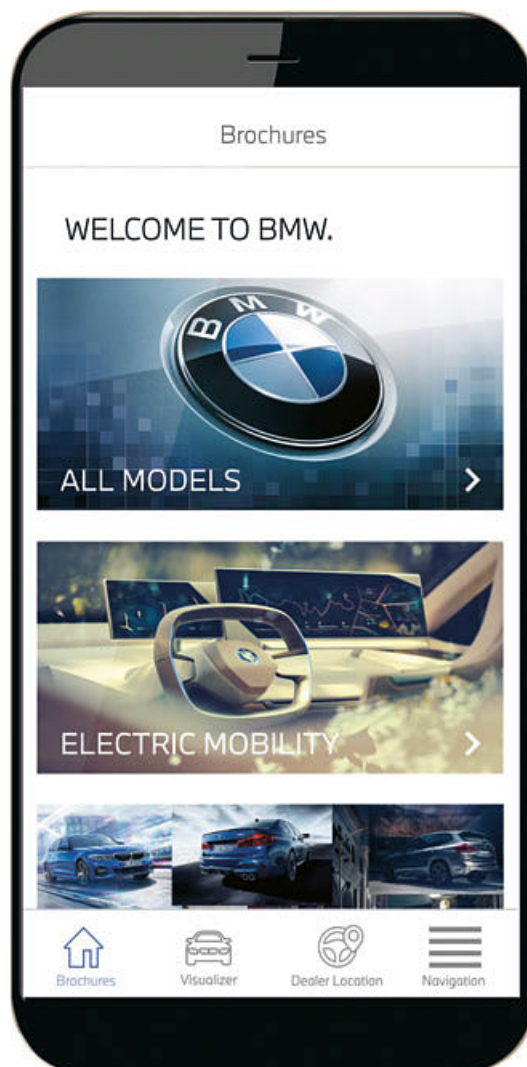 Brochures
WELCOME TO BMW.
BMW
ALL MODELS
ELECTRIC MOBILITY
Brochures
Visualizer
Dealer Location
Navigation